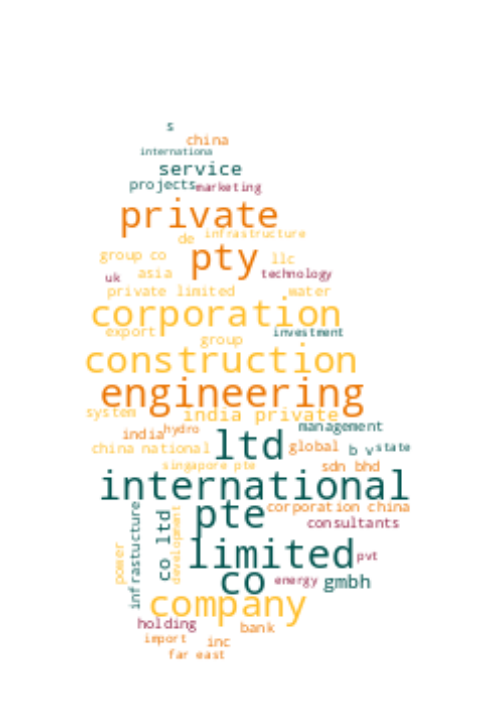 s
china
internationa
service
projects marketing
private
de infrastructure
pty
group co llc
uk asia technology
private limited water
corporation
export investment
group
construction
engineering
system india private
management
india hydro
ltd
china national global b v state
singapore pte sdn bhd
international
pte corporation china
infrastucture co ltd development consultants
limited pvt
power
co energy gmbh
company
holding bank
import inc
far east